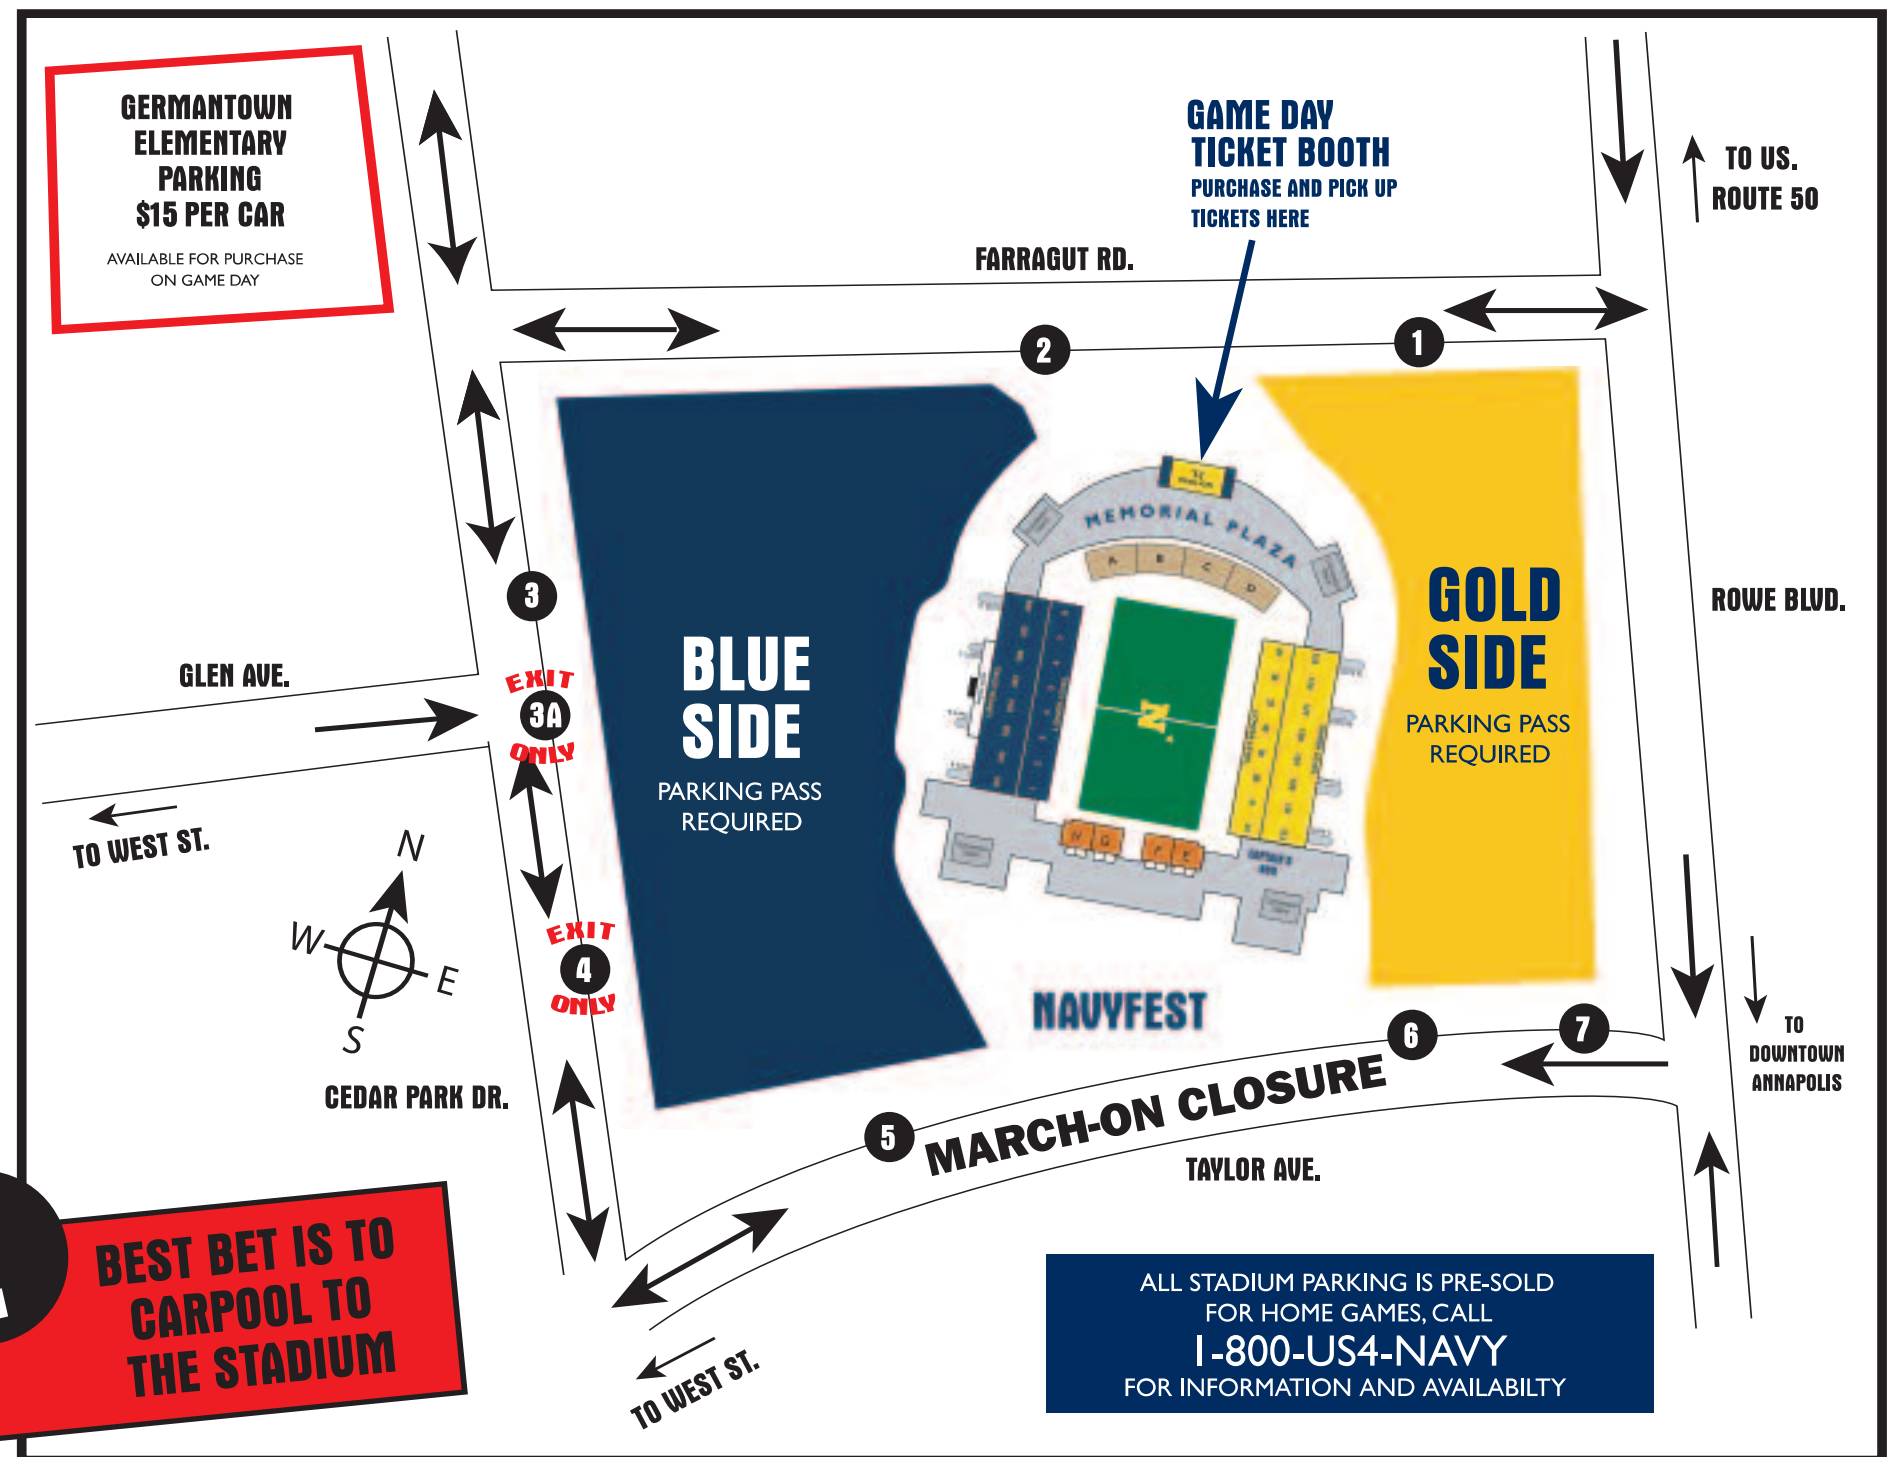 GERMANTOWN
ELEMENTARY
PARKING
$15 PER CAR
AVAILABLE FOR PURCHASE
ON GAME DAY
GAME DAY
TICKET BOOTH
PURCHASE AND PICK UP
TICKETS HERE
TO US.
ROUTE 50
FARRAGUT RD.
2
1
MEMORIAL PLAZA
A B C D
3
EXIT
3A
ONLY
GLEN AVE.
TO WEST ST.
BLUE
SIDE
PARKING PASS
REQUIRED
N
GOLD
SIDE
PARKING PASS
REQUIRED
ROWE BLVD.
H G F E
N
W
E
S
EXIT
4
ONLY
NAVYFEST
6
7
TO
DOWNTOWN
ANNAPOLIS
CEDAR PARK DR.
5
MARCH-ON CLOSURE
TAYLOR AVE.
BEST BET IS TO
CARPOOL TO
THE STADIUM
TO WEST ST.
ALL STADIUM PARKING IS PRE-SOLD
FOR HOME GAMES, CALL
1-800-US4-NAVY
FOR INFORMATION AND AVAILABILTY